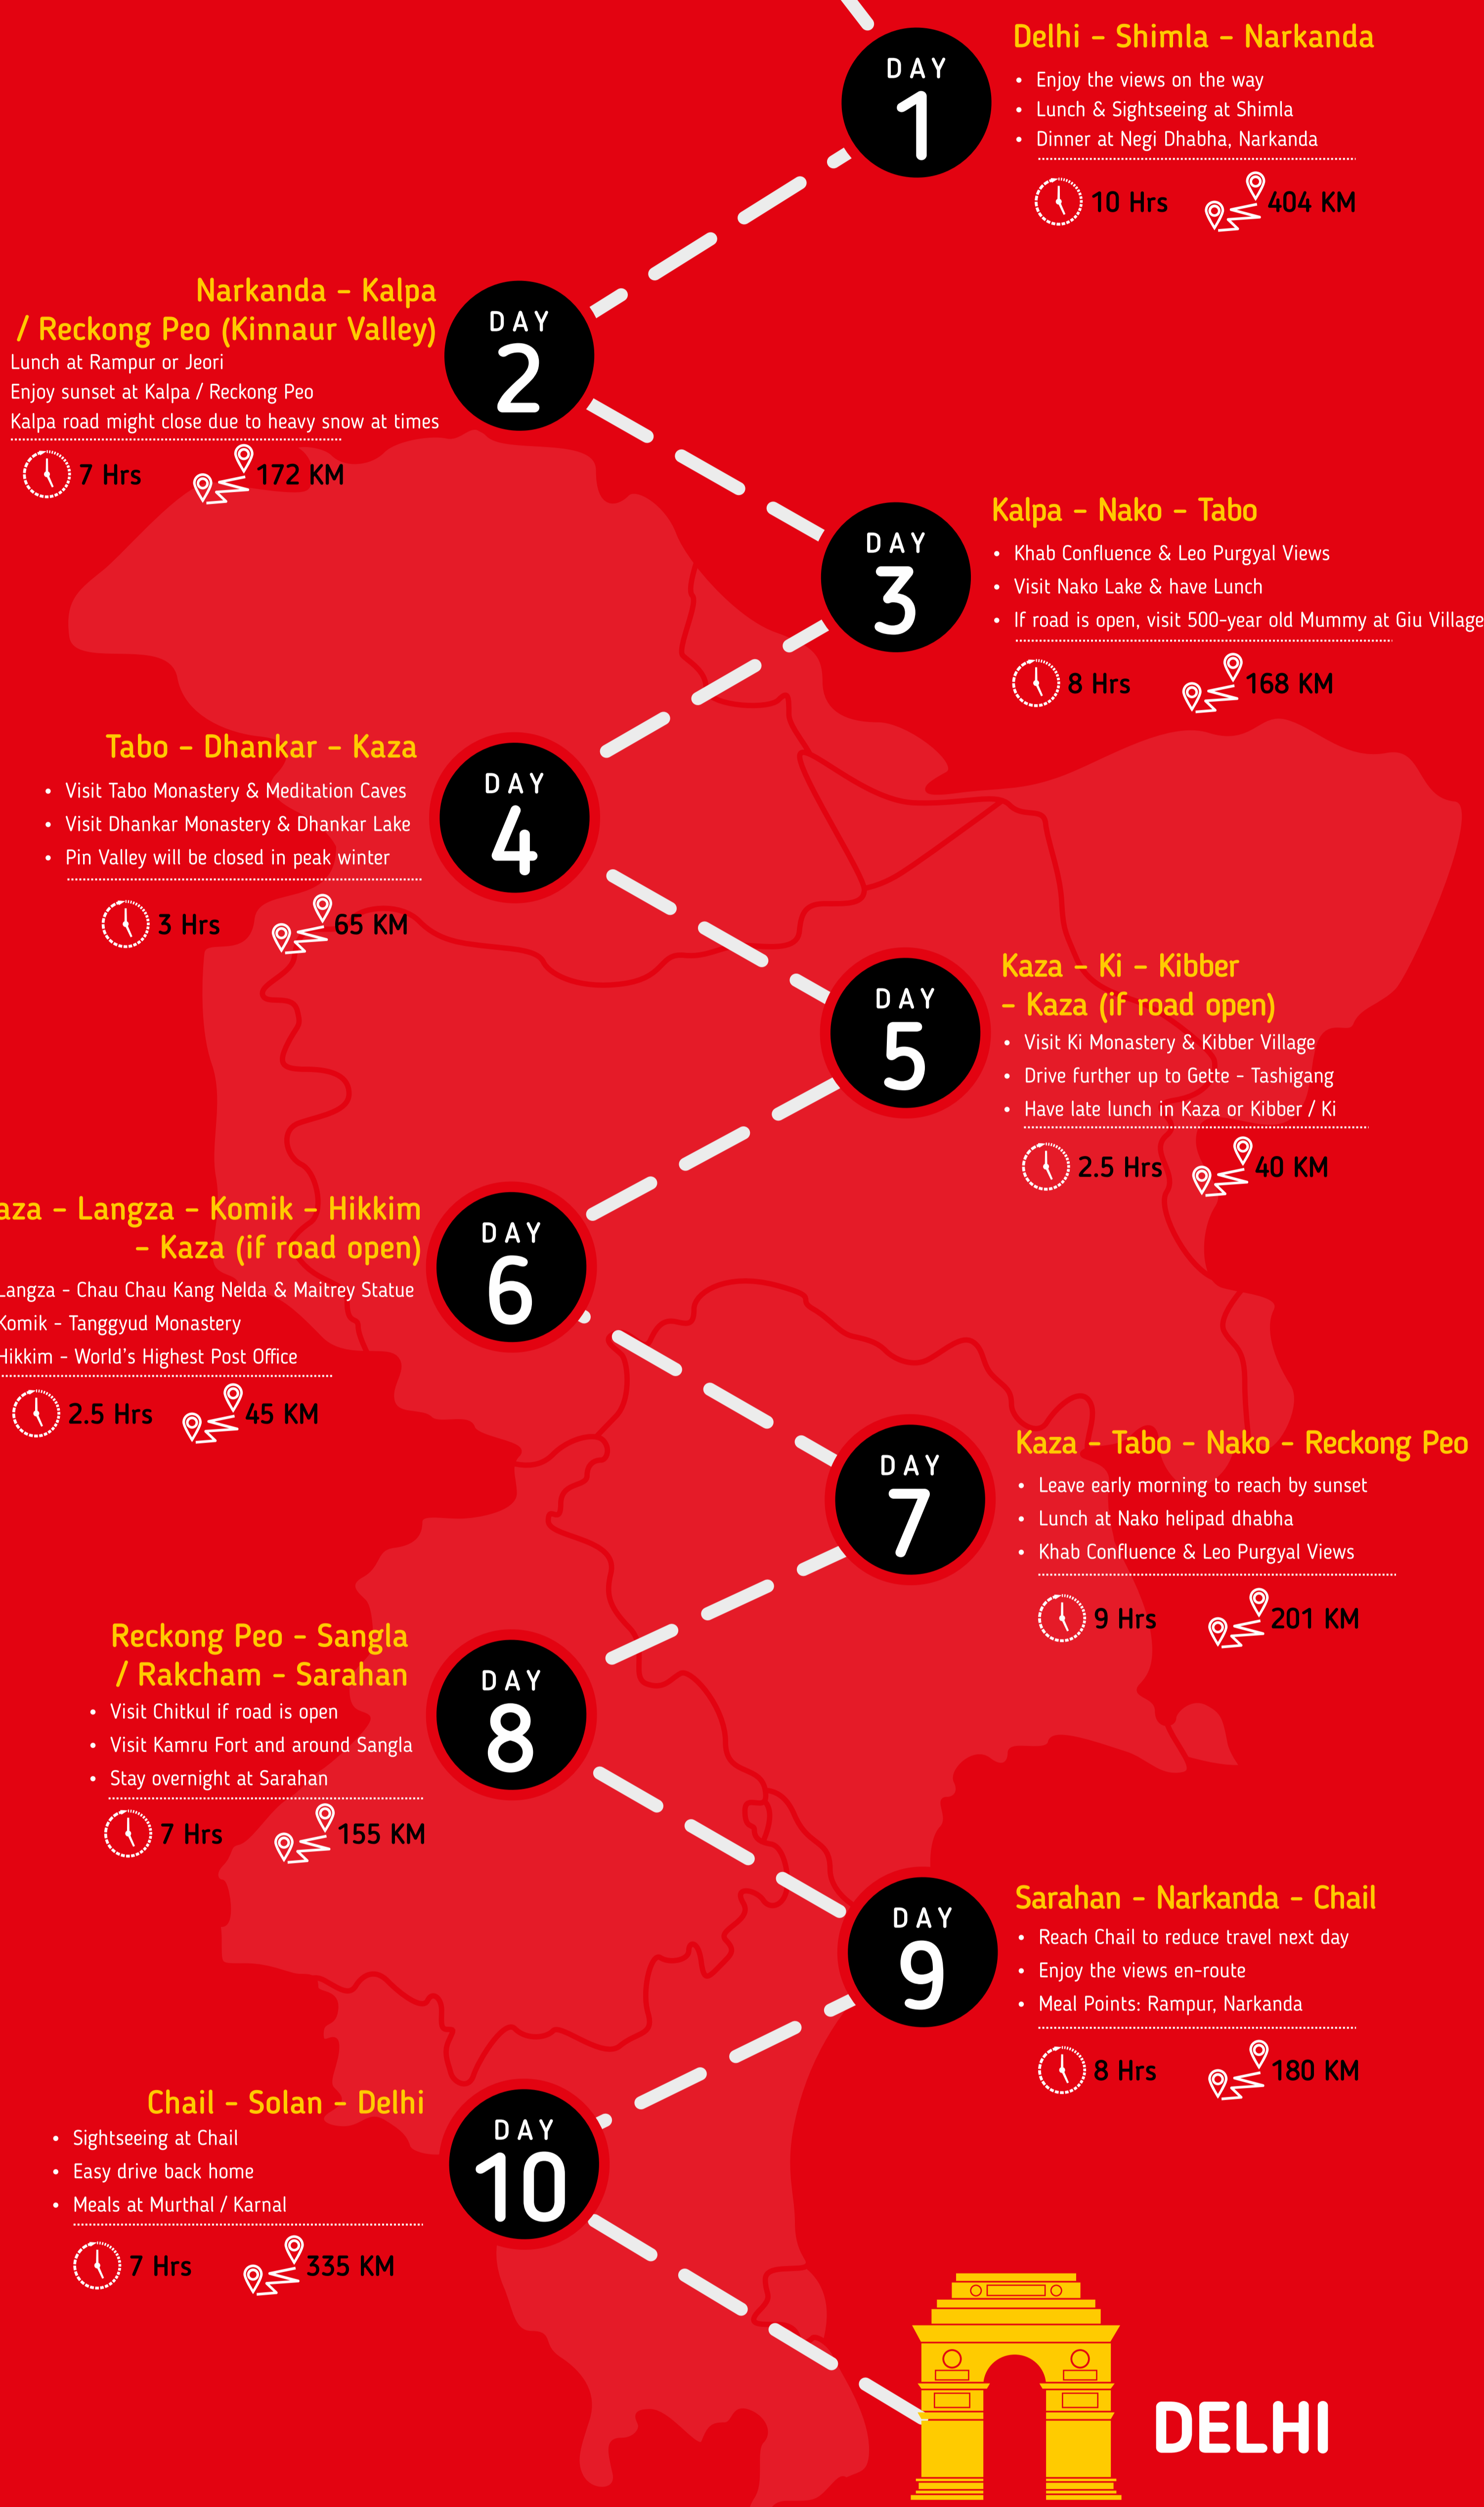 DAY
1
Delhi - Shimla - Narkanda
• Enjoy the views on the way
• Lunch & Sightseeing at Shimla
• Dinner at Negi Dhabha, Narkanda
10 Hrs 404 KM
Narkanda - Kalpa
/ Reckong Peo (Kinnaur Valley)
Lunch at Rampur or Jeori
Enjoy sunset at Kalpa / Reckong Peo
Kalpa road might close due to heavy snow at times
7 Hrs 172 KM
DAY
2
Kalpa - Nako - Tabo
• Khab Confluence & Leo Purgyal Views
• Visit Nako Lake & have Lunch
• If road is open, visit 500-year old Mummy at Giu Village
8 Hrs 168 KM
DAY
3
Tabo - Dhankar - Kaza
• Visit Tabo Monastery & Meditation Caves
• Visit Dhankar Monastery & Dhankar Lake
• Pin Valley will be closed in peak winter
3 Hrs 65 KM
DAY
4
Kaza - Ki - Kibber
- Kaza (if road open)
• Visit Ki Monastery & Kibber Village
• Drive further up to Gette - Tashigang
• Have late lunch in Kaza or Kibber / Ki
2.5 Hrs 40 KM
DAY
5
aza - Langza - Komik - Hikkim
- Kaza (if road open)
Langza - Chau Chau Kang Nelda & Maitrey Statue
Komik - Tanggyud Monastery
Hikkim - World's Highest Post Office
2.5 Hrs 45 KM
DAY
6
Kaza - Tabo - Nako - Reckong Peo
• Leave early morning to reach by sunset
• Lunch at Nako helipad dhabha
• Khab Confluence & Leo Purgyal Views
9 Hrs 201 KM
DAY
7
Reckong Peo - Sangla
/ Rakcham - Sarahan
• Visit Chitkul if road is open
• Visit Kamru Fort and around Sangla
• Stay overnight at Sarahan
7 Hrs 155 KM
DAY
8
Sarahan - Narkanda - Chail
• Reach Chail to reduce travel next day
• Enjoy the views en-route
• Meal Points: Rampur, Narkanda
8 Hrs 180 KM
DAY
9
Chail - Solan - Delhi
• Sightseeing at Chail
• Easy drive back home
• Meals at Murthal / Karnal
7 Hrs 335 KM
DAY
10
DELHI